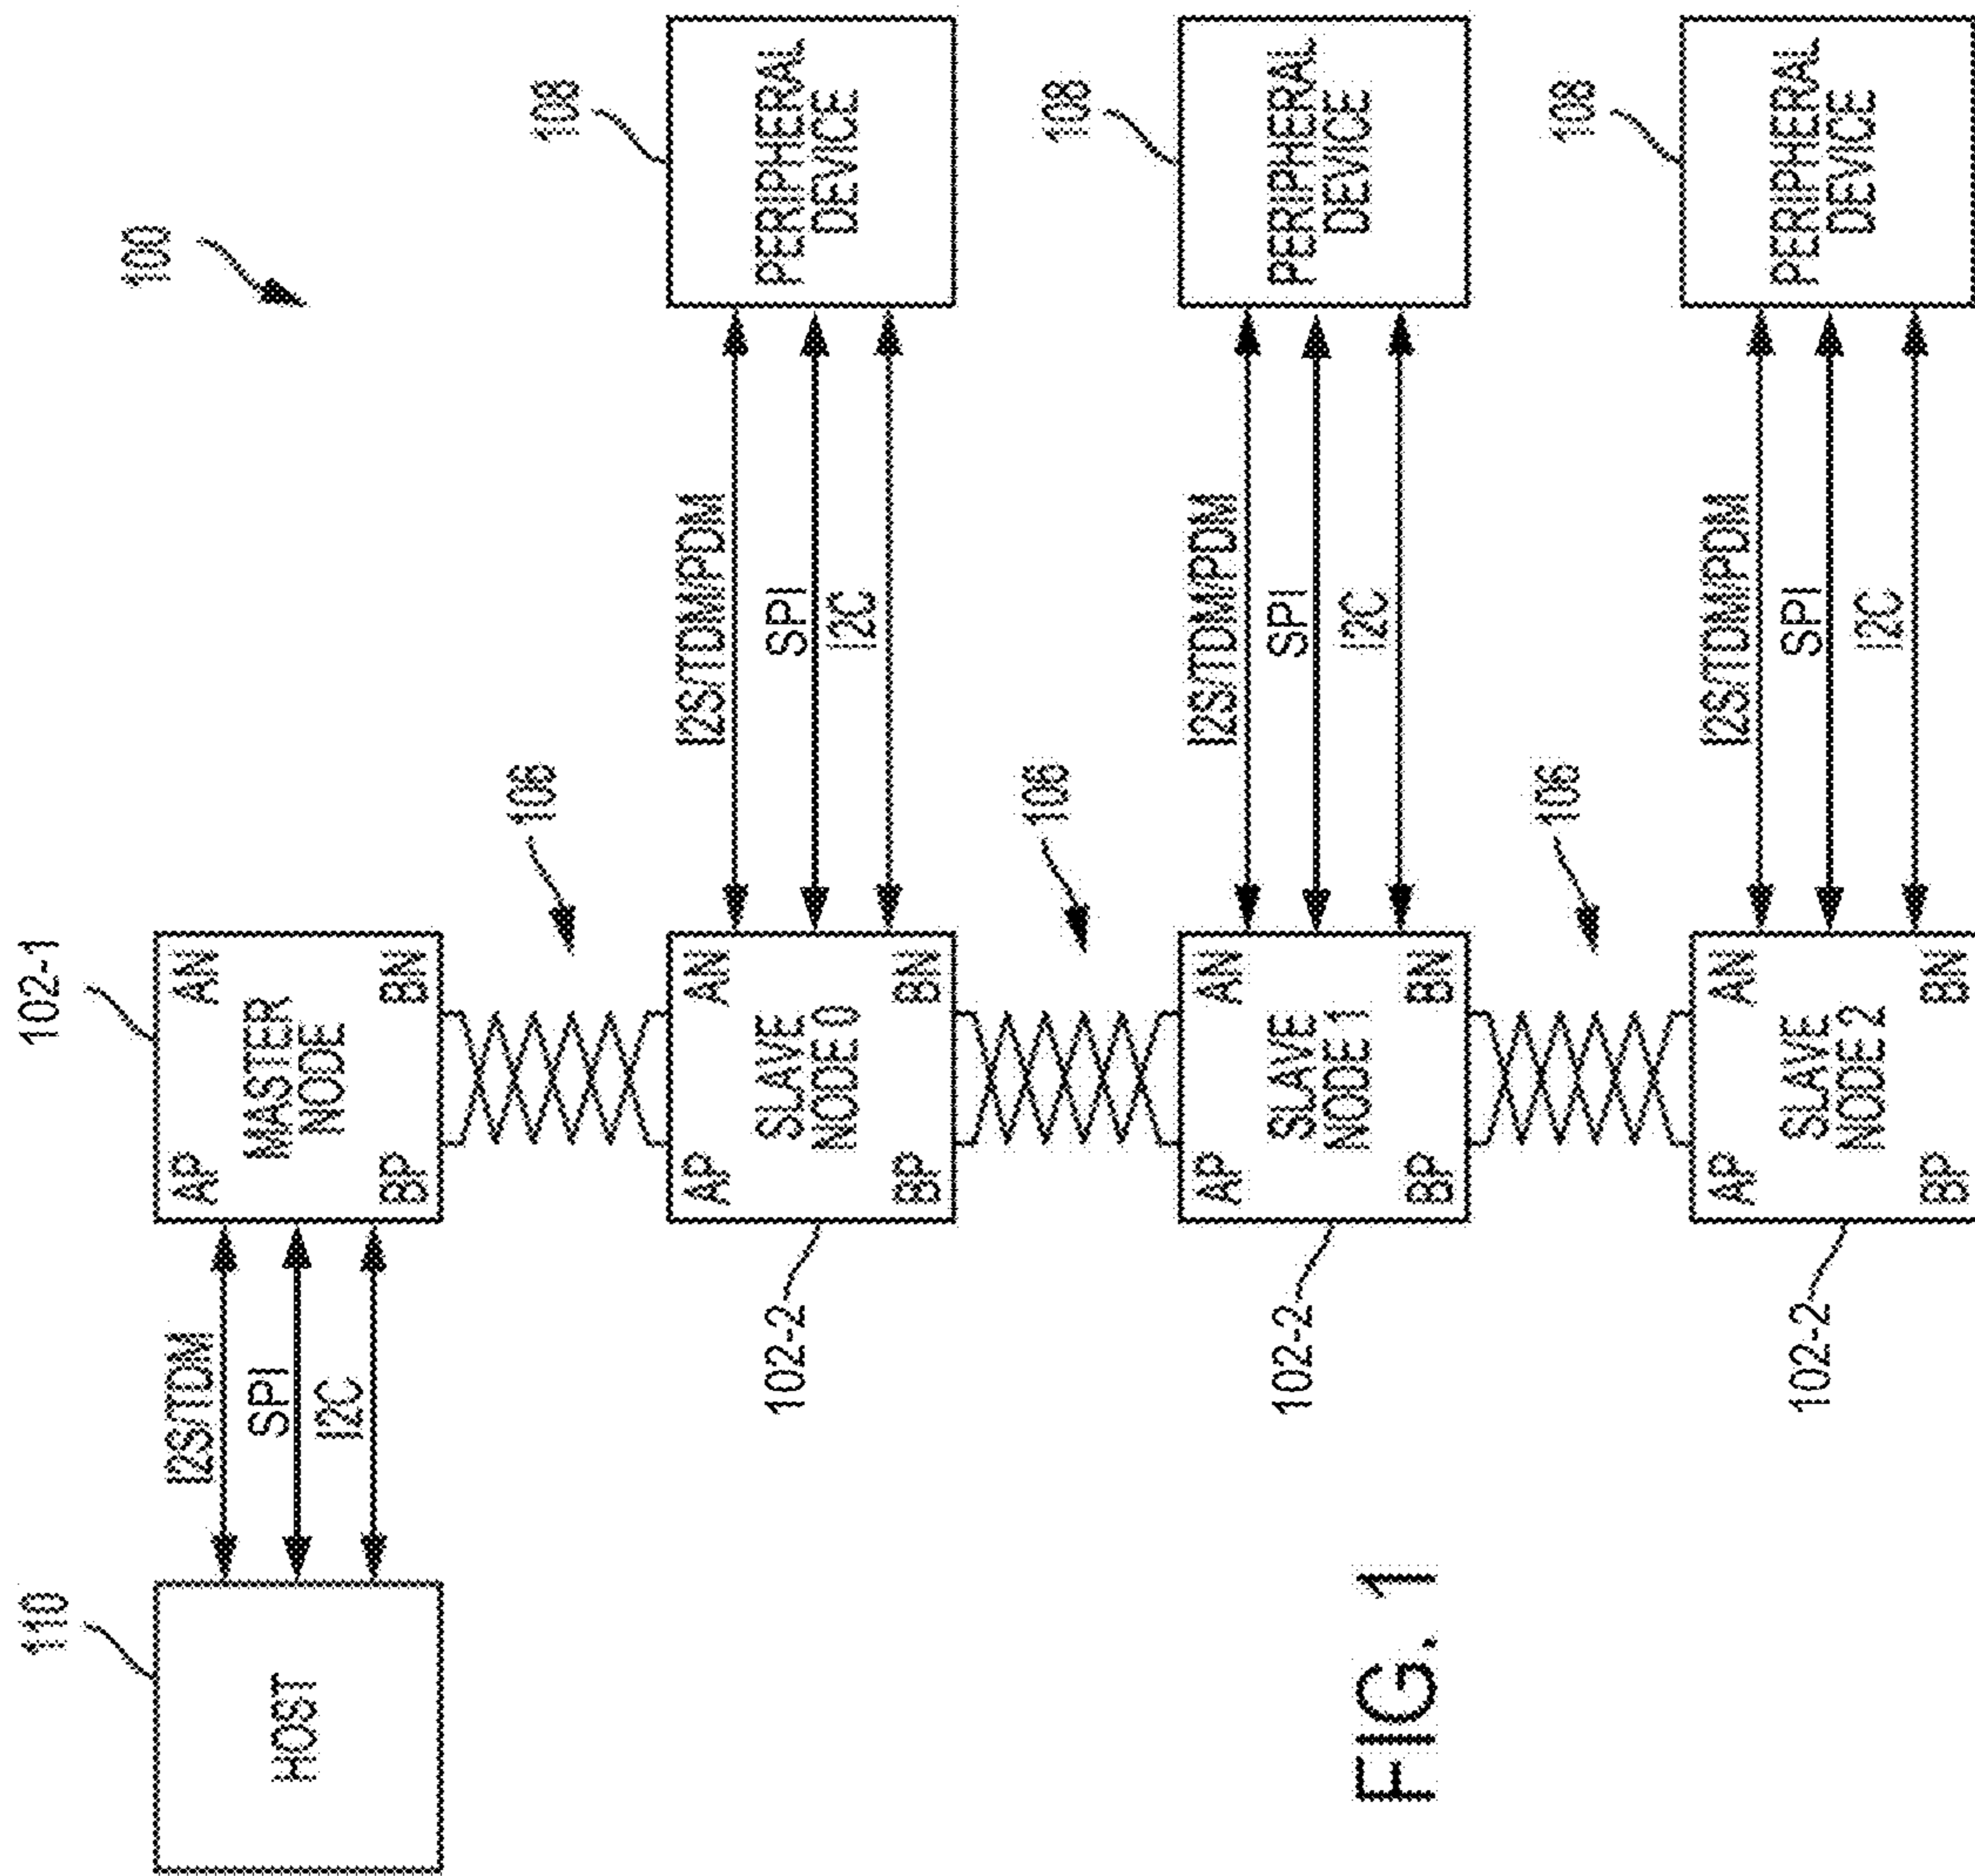 100
110
HOST
I2S/TDM
SPI
I2C
102-1
AP
AN
MASTER
NODE
BP
BN
106
102-2
AP
AN
SLAVE
NODE 0
BP
BN
I2S/TDM/PDM
SPI
I2C
108
PERIPHERAL
DEVICE
106
102-2
AP
AN
SLAVE
NODE 1
BP
BN
I2S/TDM/PDM
SPI
I2C
108
PERIPHERAL
DEVICE
106
102-2
AP
AN
SLAVE
NODE 2
BP
BN
I2S/TDM/PDM
SPI
I2C
108
PERIPHERAL
DEVICE
FIG. 1